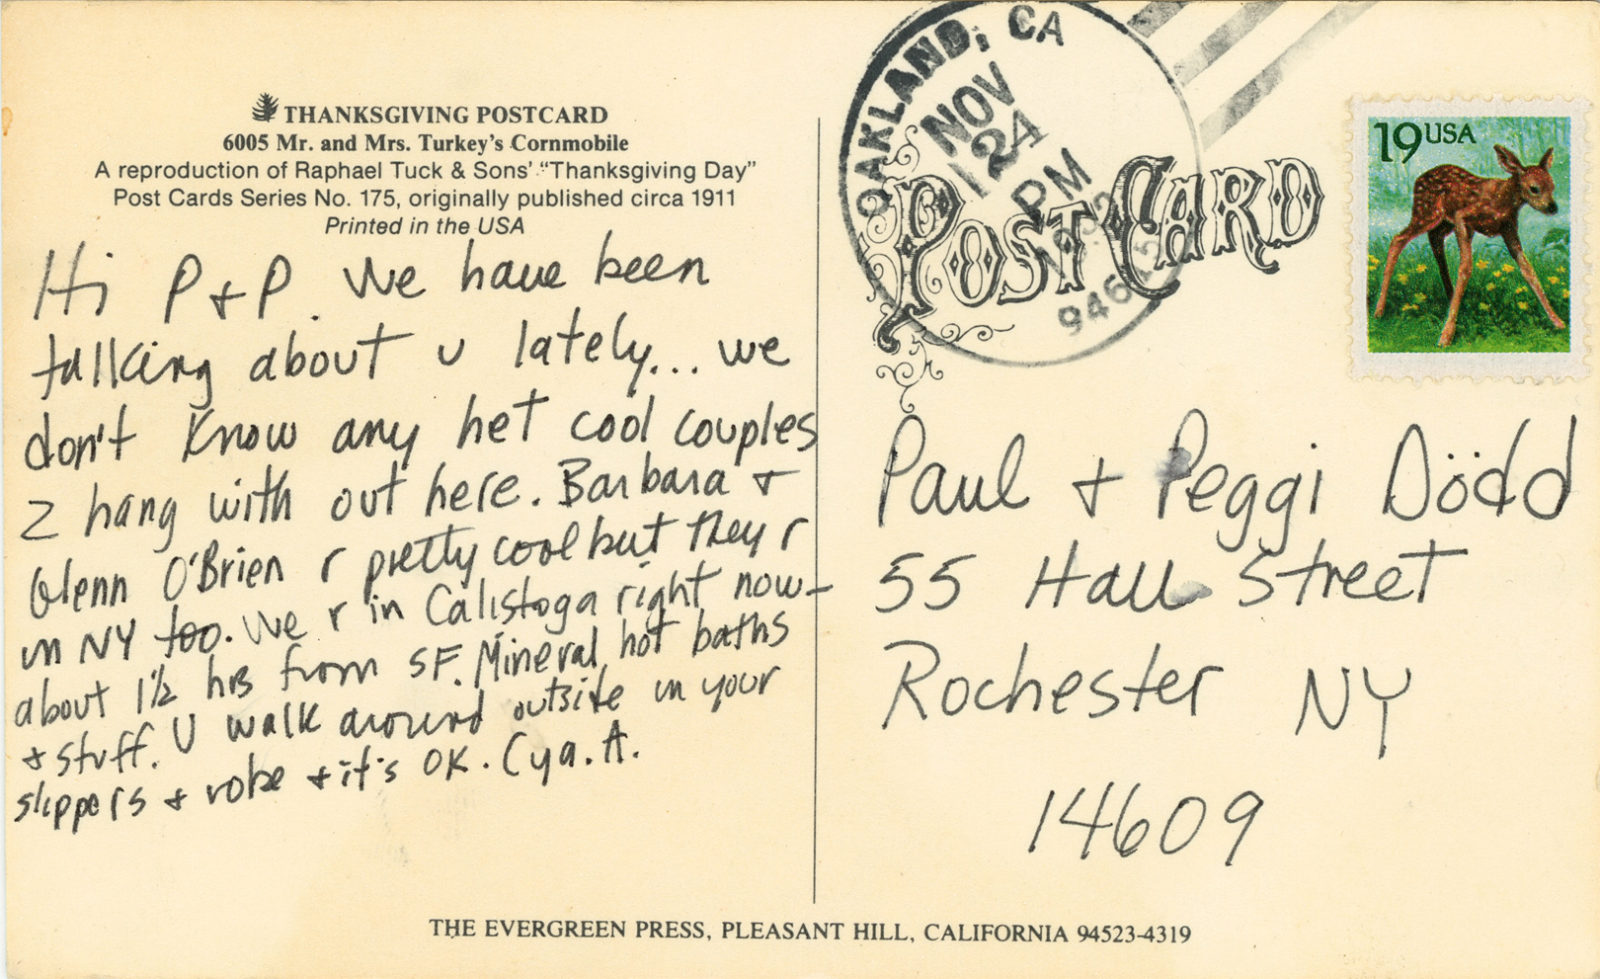 THANKSGIVING POSTCARD
6005 Mr. and Mrs. Turkey's Cornmobile
A reproduction of Raphael Tuck & Sons' "Thanksgiving Day"
Post Cards Series No. 175, originally published circa 1911
Printed in the USA
Hi P + P. We have been
talking about u lately... we
don't know any het cool couples
2 hang with out here. Barbara +
Glenn O'Brien r pretty cool but they r
in NY too. We r in Calistoga right now -
about 1½ hrs from SF. Mineral hot baths
+ stuff. U walk around outside in your
slippers + robe + it's OK. Cya. A.
OAKLAND, CA
NOV
24
PM
POST CARD
19 USA
Paul + Peggi Dödd
55 Hall Street
Rochester NY
14609
THE EVERGREEN PRESS, PLEASANT HILL, CALIFORNIA 94523-4319